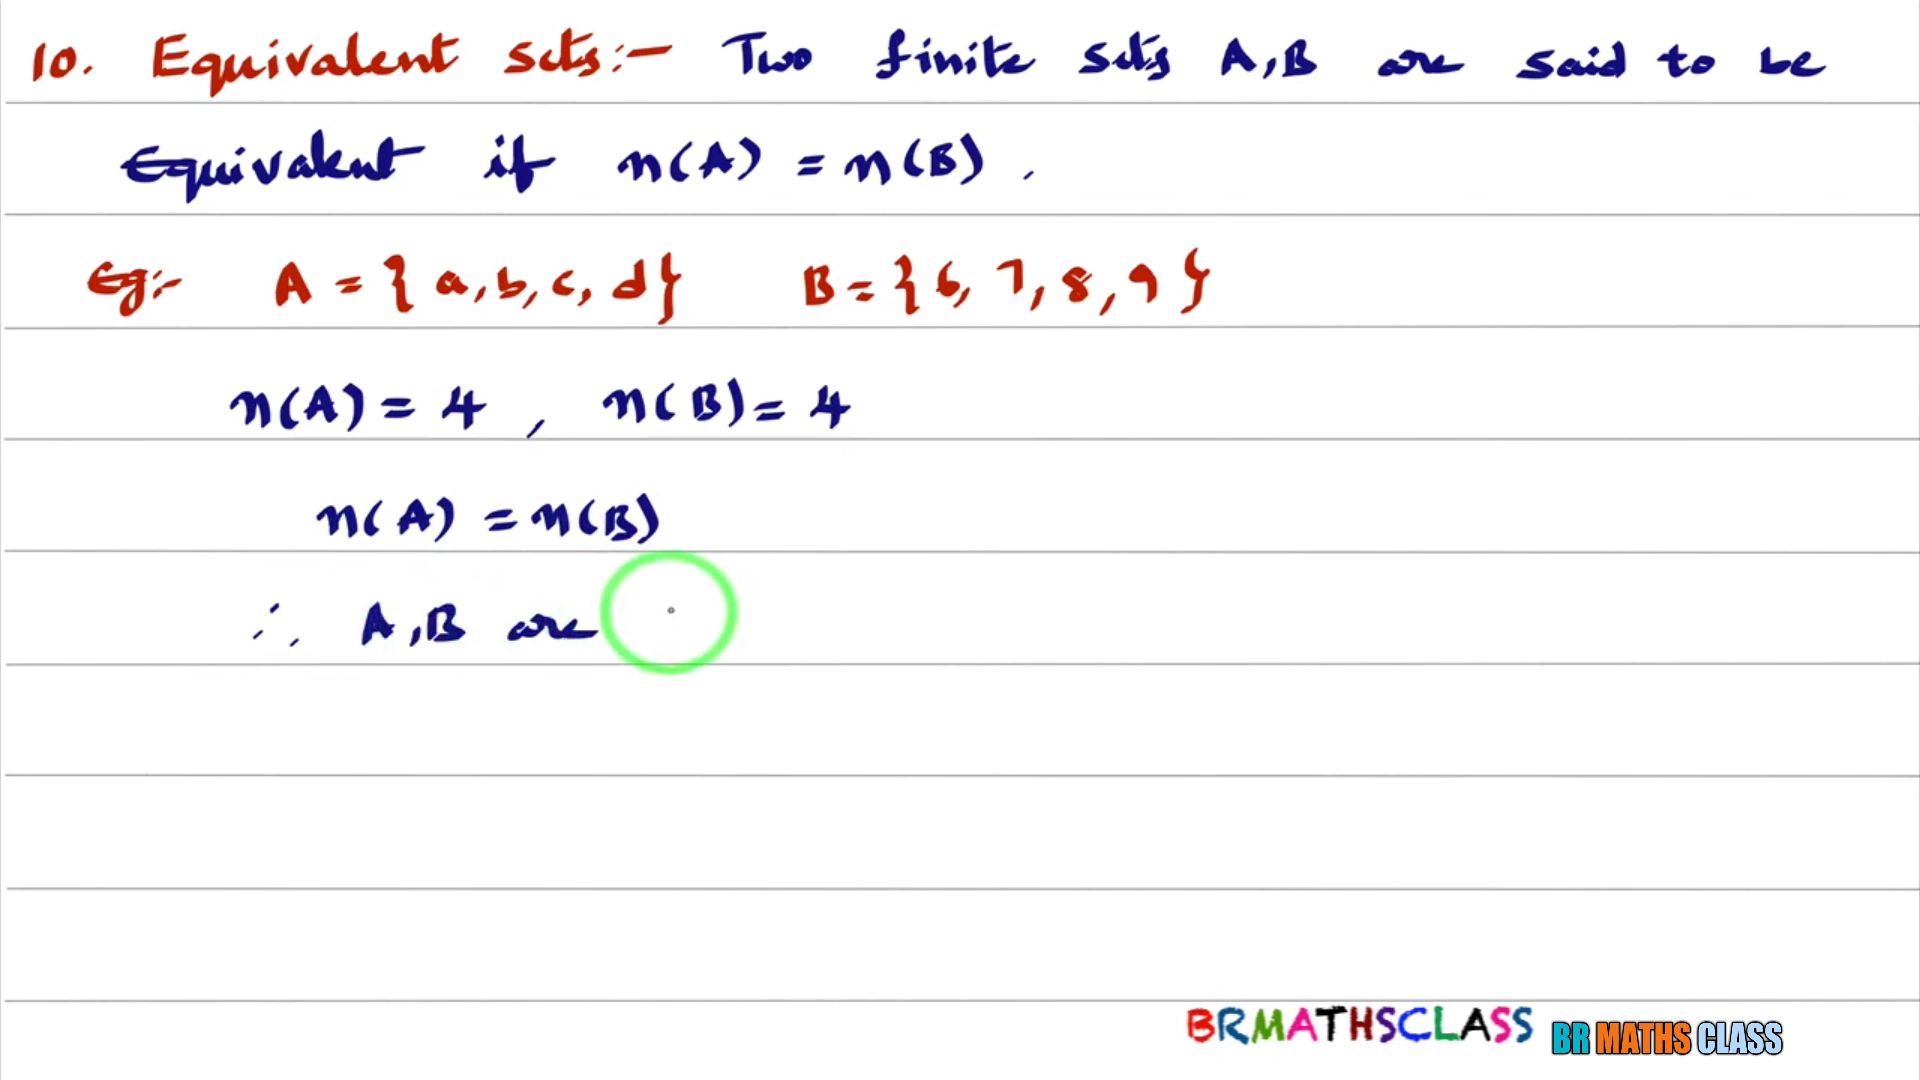 10. Equivalent sets:- Two finite sets A,B are said to be
Equivalent if n(A) = n(B).
Eg:- A = {a,b,c,d} B = {6,7,8,9}
n(A) = 4 , n(B) = 4
n(A) = n(B)
∴ A,B are
BRMATHSCLASS BR MATHS CLASS